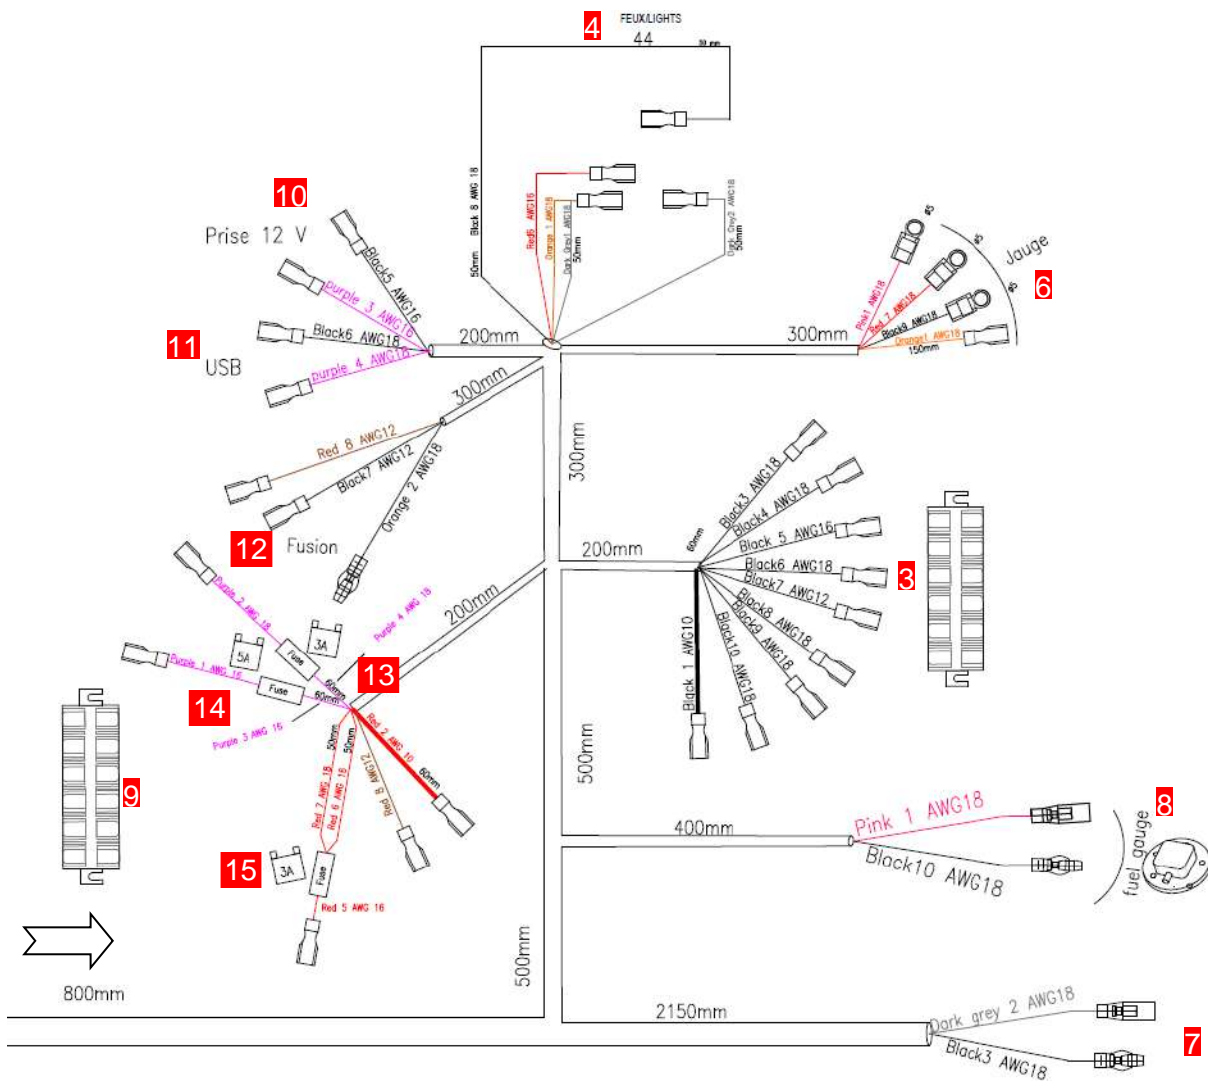 4
FEUX/LIGHTS
44
50mm Black 8 AWG 18
Red6 AWG16
Orange 1 AWG18
Dark Grey1 AWG18
50mm
Dark Grey2 AWG18
50mm
10
Prise 12 V
Black5 AWG16
purple 3 AWG16
11
USB
Black6 AWG18
purple 4 AWG18
200mm
300mm
ø5
ø5
ø5
Jauge
6
Pink1 AWG18
Red 7 AWG18
Black9 AWG18
Orange1 AWG18
150mm
300mm
Red 8 AWG12
Black7 AWG12
Orange 2 AWG18
12
Fusion
300mm
200mm
60mm
Black3 AWG18
Black4 AWG18
Black 5 AWG16
Black6 AWG18
Black7 AWG12
Black8 AWG18
Black9 AWG18
Black10 AWG18
Black 1 AWG10
3
200mm
Purple 2 AWG 18
Purple 4 AWG 18
3A
5A
Fuse
60mm
13
Purple 1 AWG 16
Fuse
60mm
14
Purple 3 AWG 16
Red 2 AWG 10
60mm
50mm
50mm
Red 7 AWG 18
Red 6 AWG 16
Red 8 AWG12
15
3A
Fuse
Red 5 AWG 16
9
500mm
400mm
Pink 1 AWG18
Black10 AWG18
8
fuel gauge
800mm
500mm
2150mm
Dark grey 2 AWG18
Black3 AWG18
7